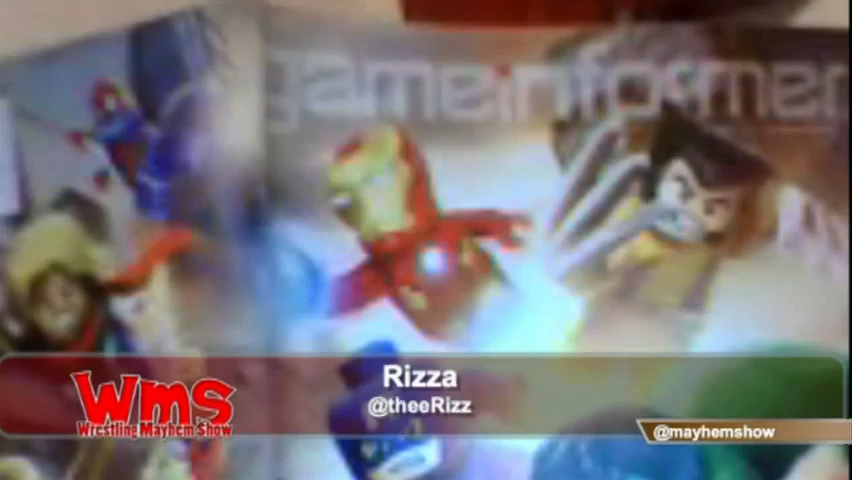 gameinformer
Rizza
@theeRizz
Wms
Wrestling Mayhem Show
@mayhemshow